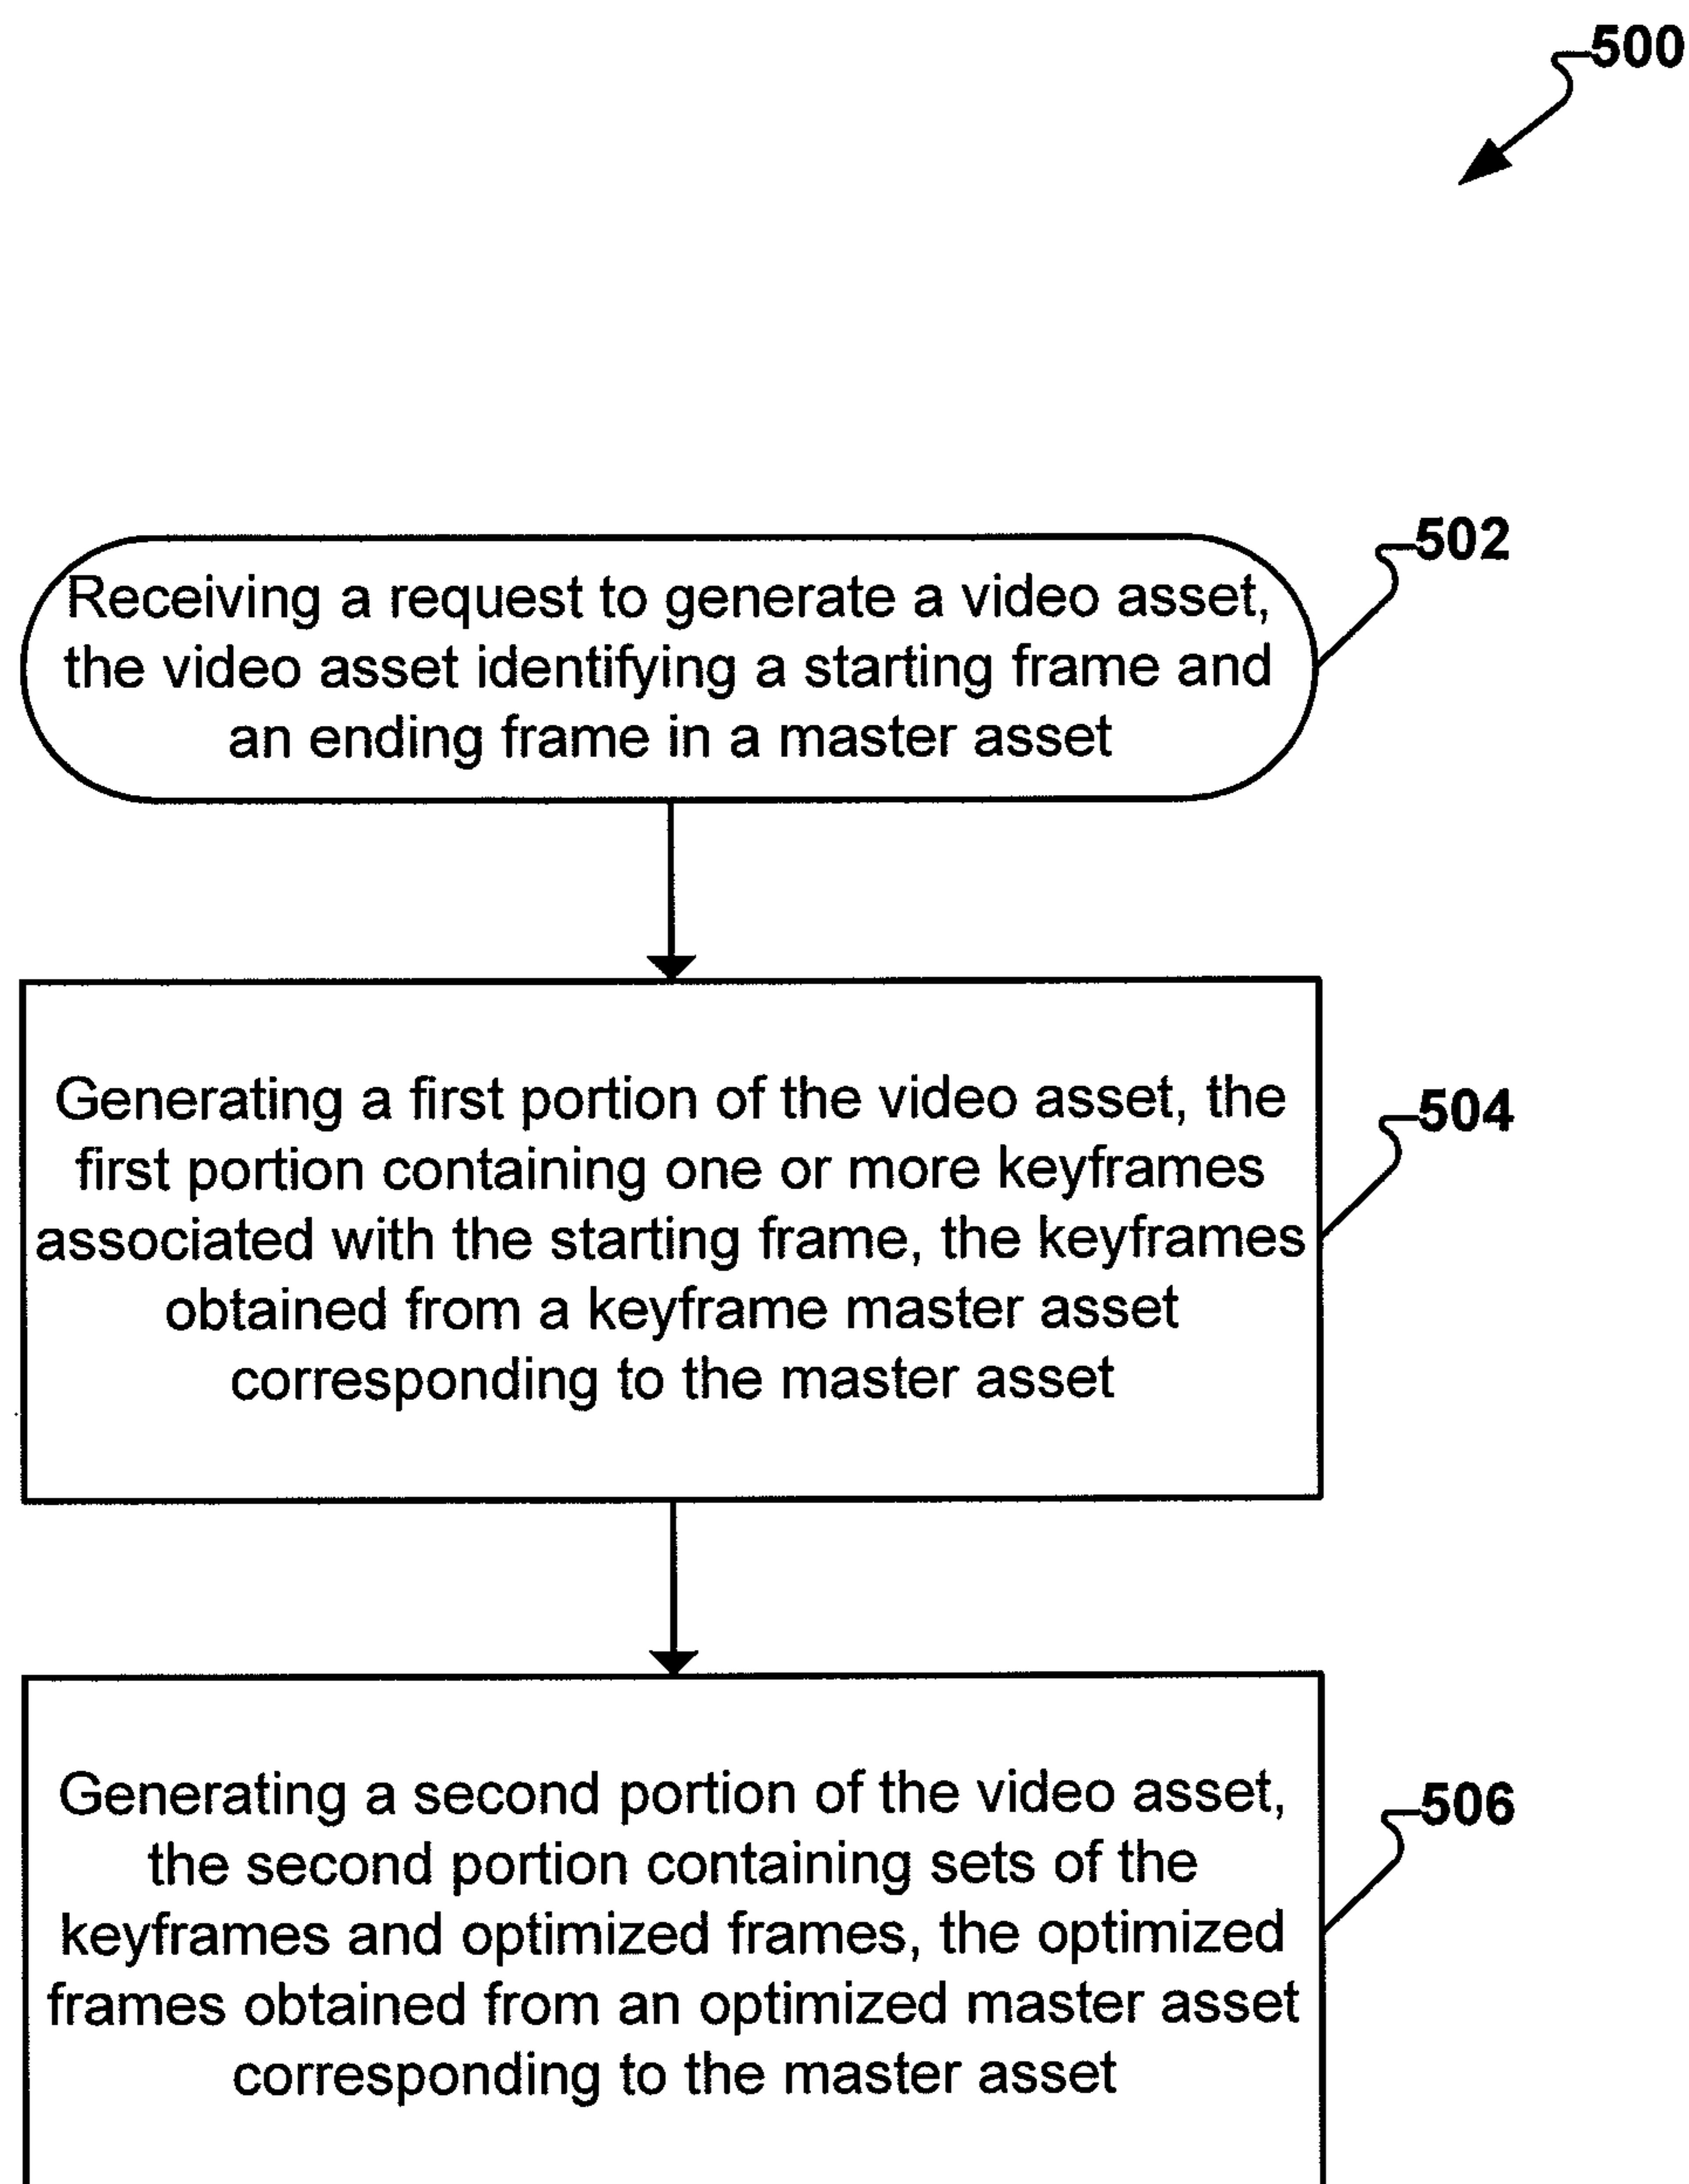 500
502
Receiving a request to generate a video asset,
the video asset identifying a starting frame and
an ending frame in a master asset
504
Generating a first portion of the video asset, the
first portion containing one or more keyframes
associated with the starting frame, the keyframes
obtained from a keyframe master asset
corresponding to the master asset
506
Generating a second portion of the video asset,
the second portion containing sets of the
keyframes and optimized frames, the optimized
frames obtained from an optimized master asset
corresponding to the master asset